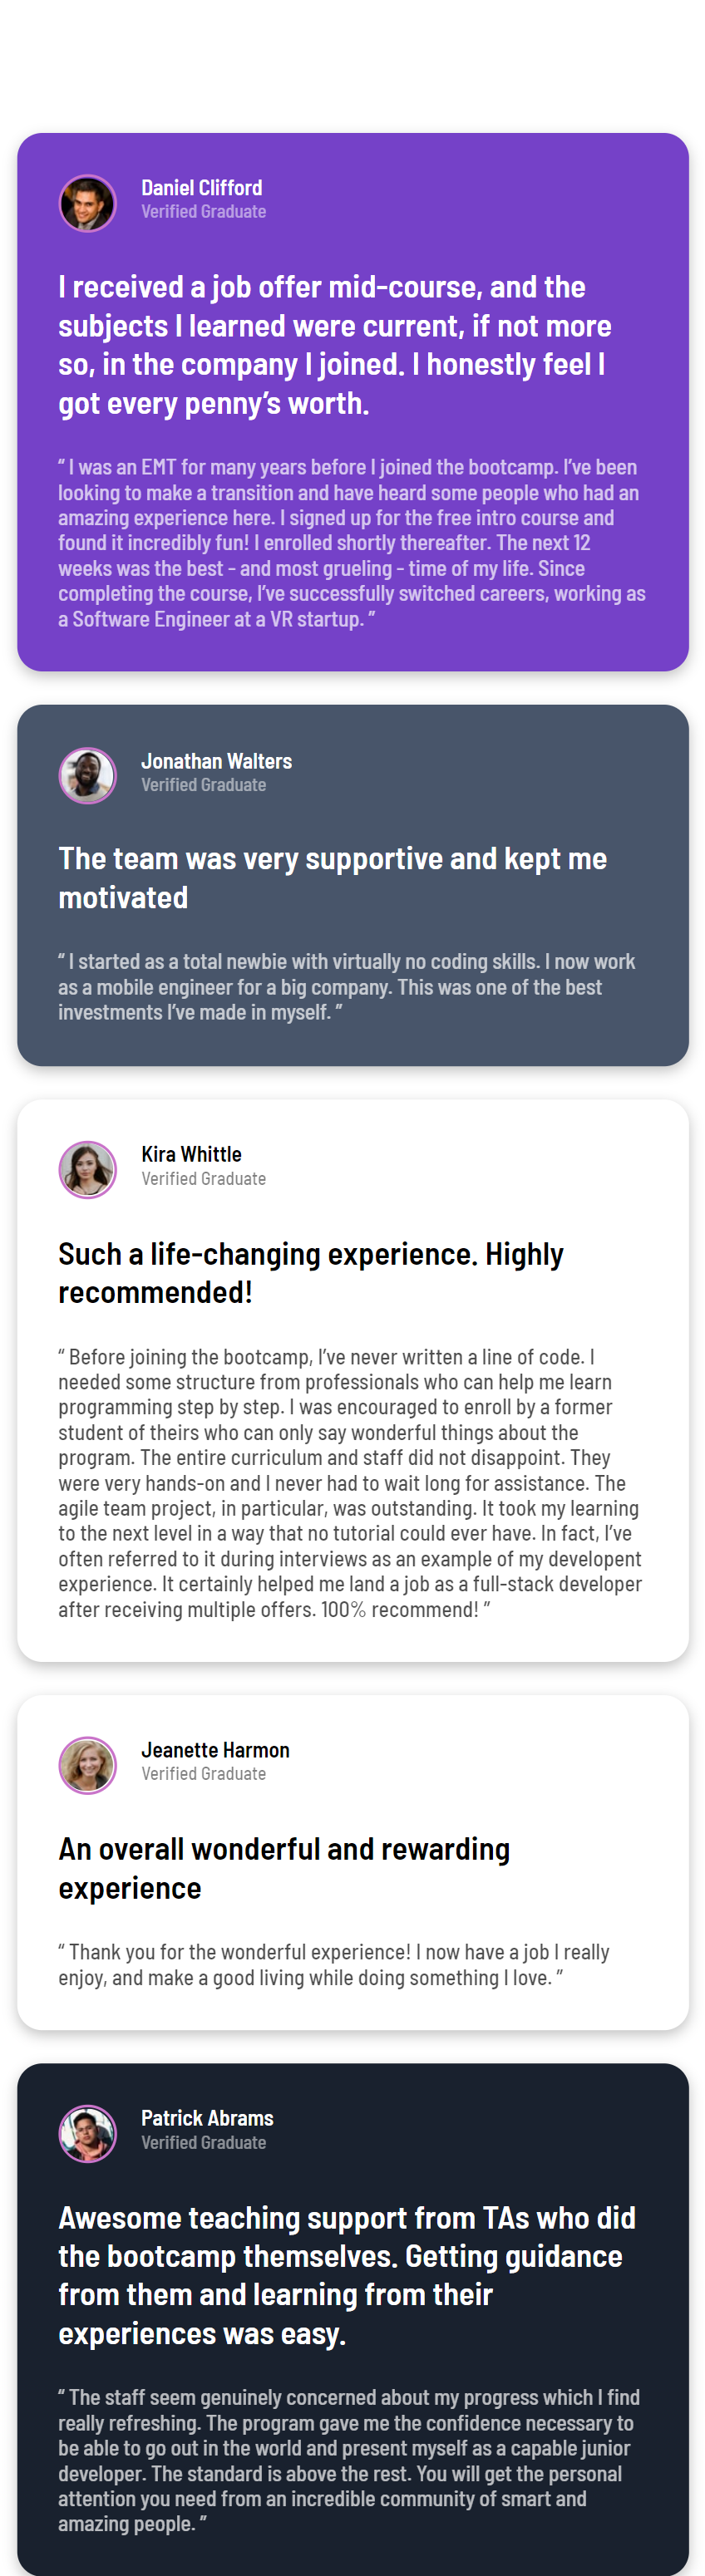 Daniel Clifford
Verified Graduate
I received a job offer mid-course, and the
subjects I learned were current, if not more
so, in the company I joined. I honestly feel I
got every penny’s worth.
“ I was an EMT for many years before I joined the bootcamp. I’ve been
looking to make a transition and have heard some people who had an
amazing experience here. I signed up for the free intro course and
found it incredibly fun! I enrolled shortly thereafter. The next 12
weeks was the best - and most grueling - time of my life. Since
completing the course, I’ve successfully switched careers, working as
a Software Engineer at a VR startup. ”
Jonathan Walters
Verified Graduate
The team was very supportive and kept me
motivated
“ I started as a total newbie with virtually no coding skills. I now work
as a mobile engineer for a big company. This was one of the best
investments I’ve made in myself. ”
Kira Whittle
Verified Graduate
Such a life-changing experience. Highly
recommended!
“ Before joining the bootcamp, I’ve never written a line of code. I
needed some structure from professionals who can help me learn
programming step by step. I was encouraged to enroll by a former
student of theirs who can only say wonderful things about the
program. The entire curriculum and staff did not disappoint. They
were very hands-on and I never had to wait long for assistance. The
agile team project, in particular, was outstanding. It took my learning
to the next level in a way that no tutorial could ever have. In fact, I’ve
often referred to it during interviews as an example of my developent
experience. It certainly helped me land a job as a full-stack developer
after receiving multiple offers. 100% recommend! ”
Jeanette Harmon
Verified Graduate
An overall wonderful and rewarding
experience
“ Thank you for the wonderful experience! I now have a job I really
enjoy, and make a good living while doing something I love. ”
Patrick Abrams
Verified Graduate
Awesome teaching support from TAs who did
the bootcamp themselves. Getting guidance
from them and learning from their
experiences was easy.
“ The staff seem genuinely concerned about my progress which I find
really refreshing. The program gave me the confidence necessary to
be able to go out in the world and present myself as a capable junior
developer. The standard is above the rest. You will get the personal
attention you need from an incredible community of smart and
amazing people. ”